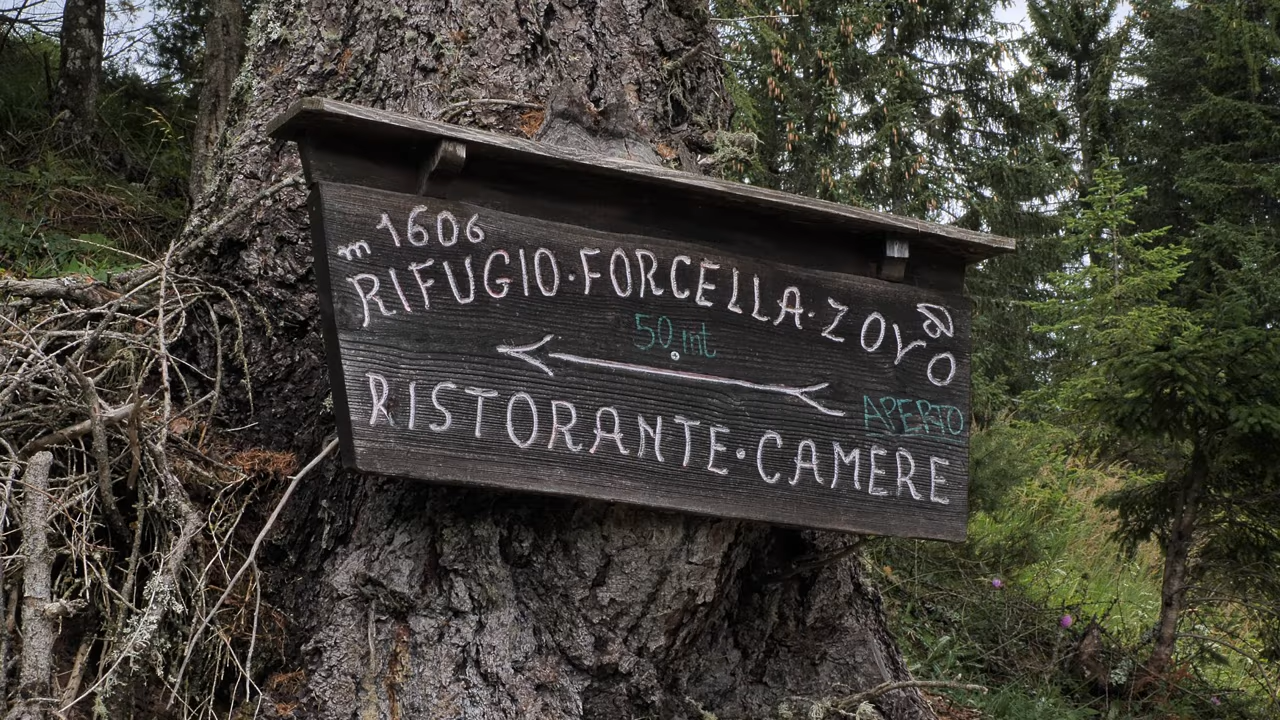 m 1606
RIFUGIO·FORCELLA·ZOVO
50 mt
APERTO
RISTORANTE·CAMERE